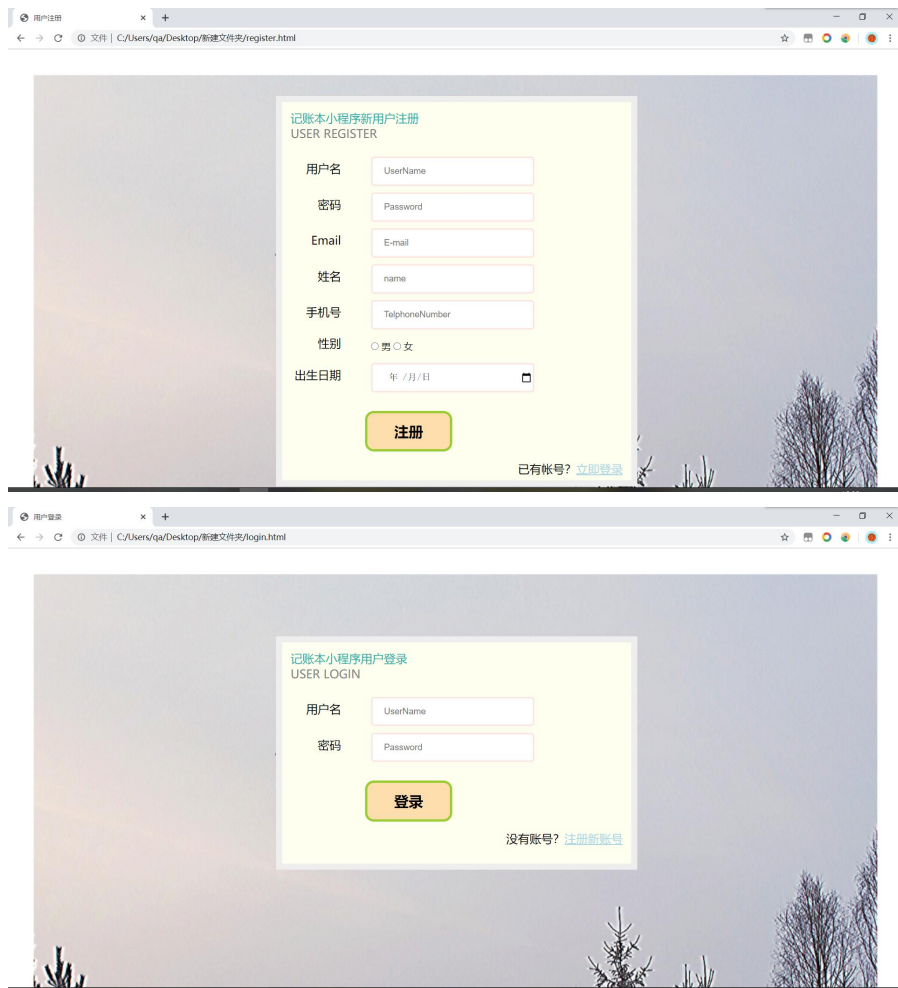 用户注册
文件 | C:/Users/qa/Desktop/新建文件夹/register.html
记账本小程序新用户注册
USER REGISTER
用户名 UserName
密码 Password
Email E-mail
姓名 name
手机号 TelphoneNumber
性别 男 女
出生日期 年 /月/日
注册
已有帐号? 立即登录
用户登录
文件 | C:/Users/qa/Desktop/新建文件夹/login.html
记账本小程序用户登录
USER LOGIN
用户名 UserName
密码 Password
登录
没有账号? 注册新账号